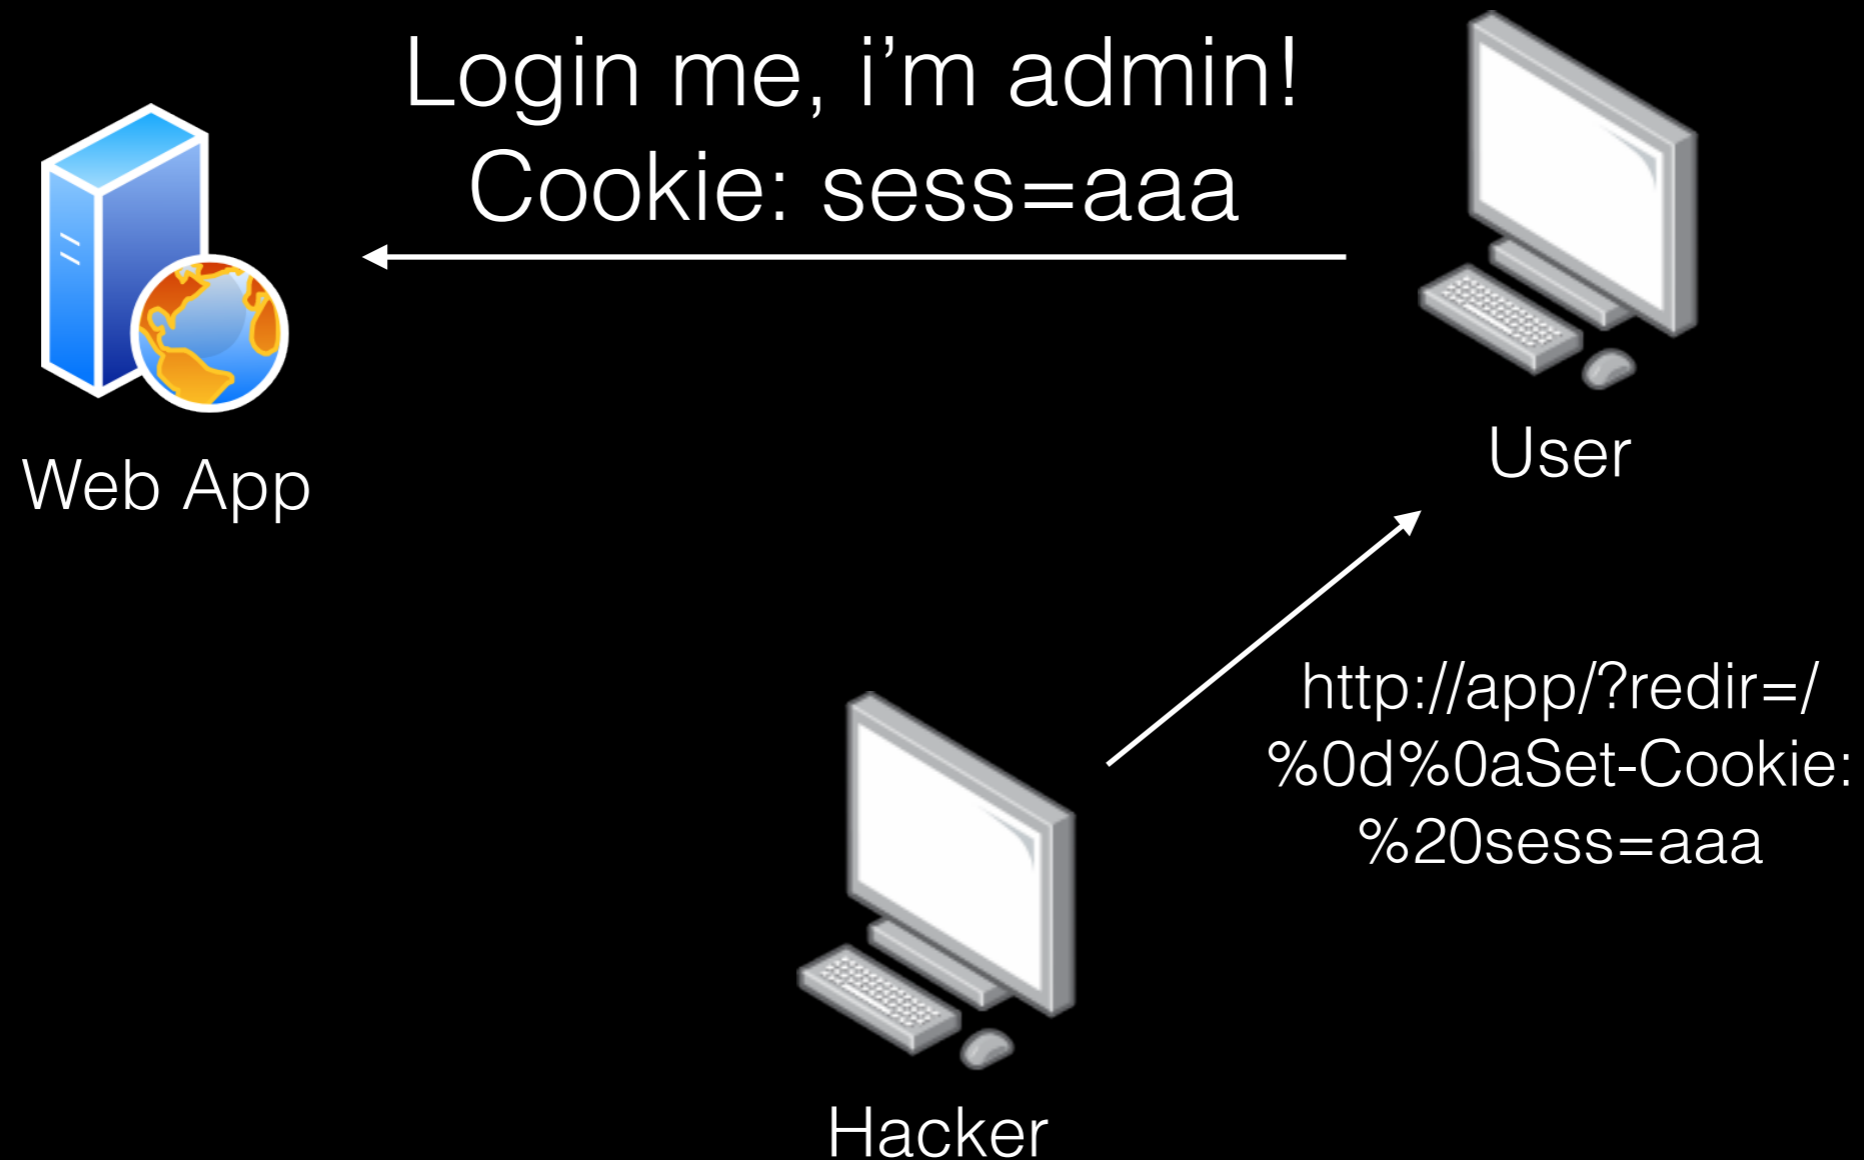 Login me, i’m admin!
Cookie: sess=aaa
Web App
User
http://app/?redir=/
%0d%0aSet-Cookie:
%20sess=aaa
Hacker